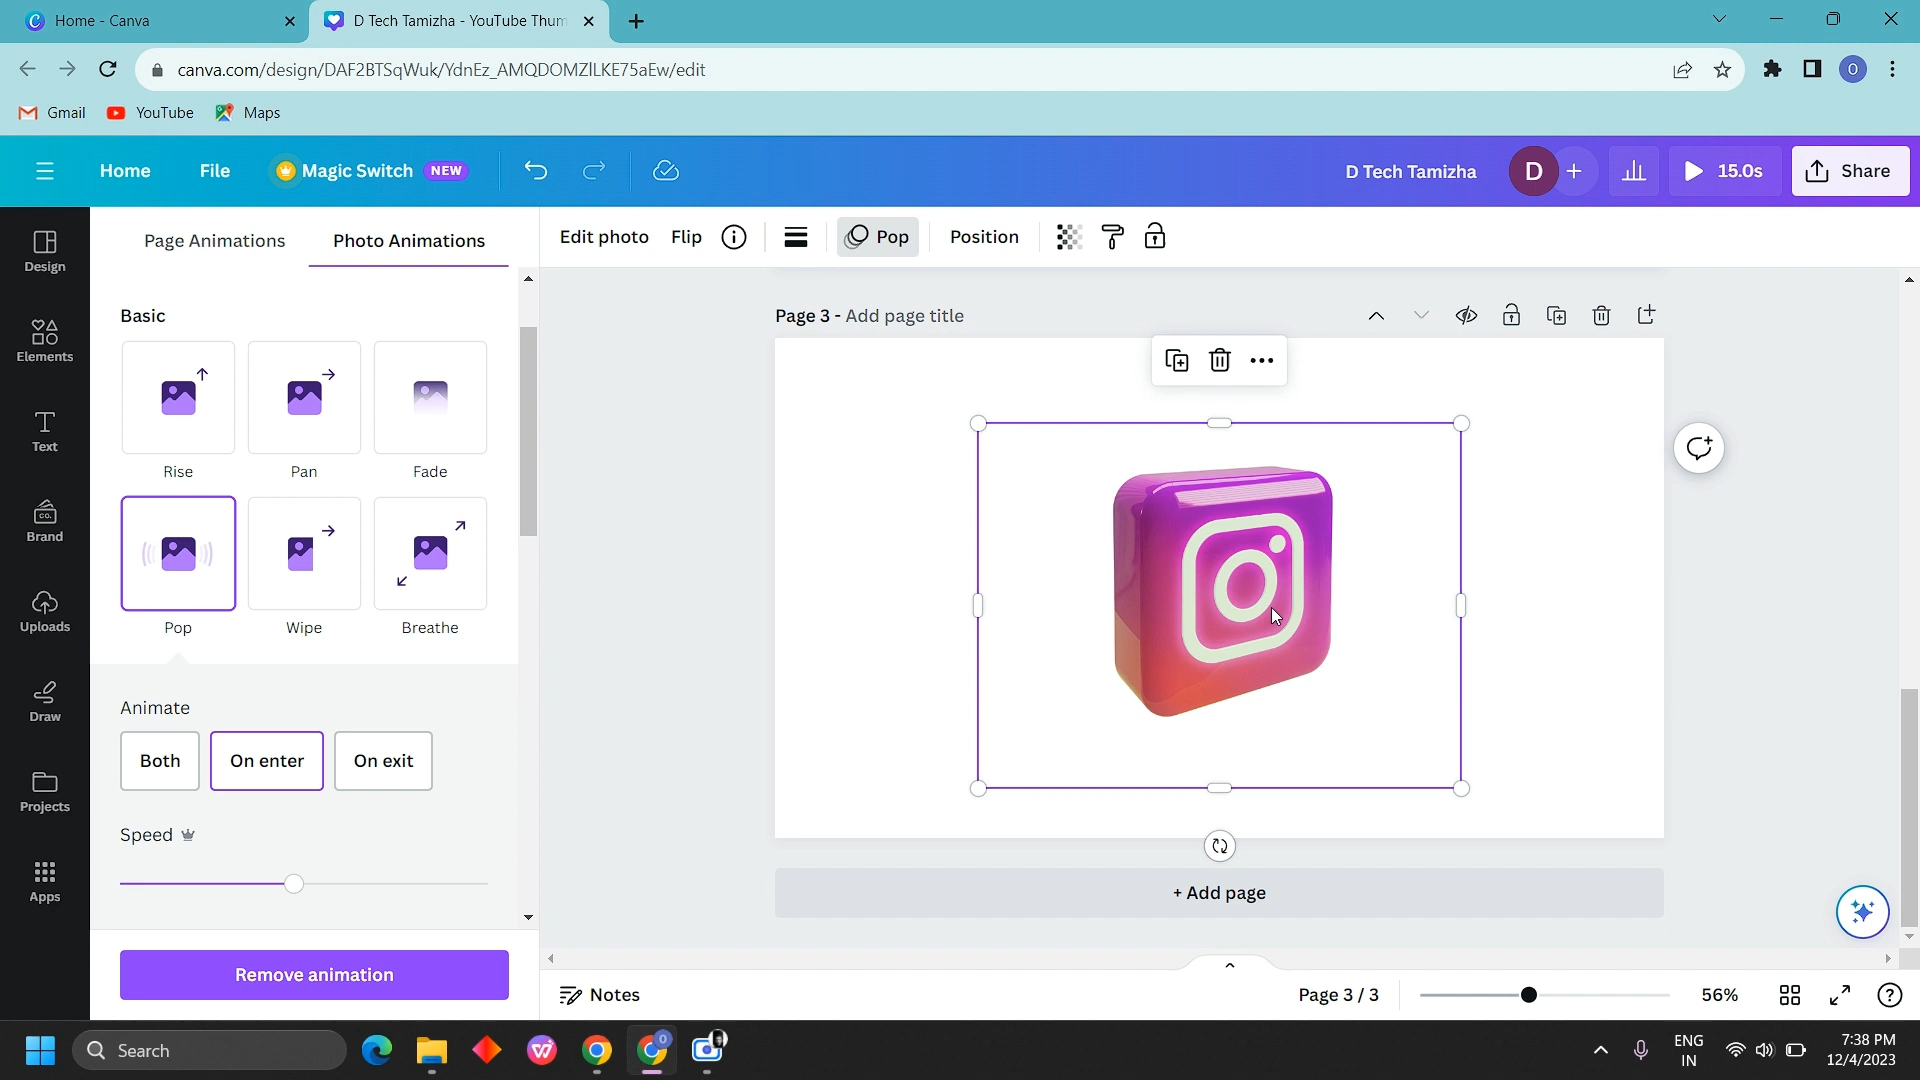 Home - Canva
D Tech Tamizha - YouTube Thum
canva.com/design/DAF2BTSqWuk/YdnEz_AMQDOMZlLKE75aEw/edit
O
Gmail
YouTube
Maps
Home
File
Magic Switch
NEW
D Tech Tamizha
D
15.0s
Share
Design
Elements
Text
CO.
Brand
Uploads
Draw
Projects
Apps
Page Animations
Photo Animations
Basic
Rise
Pan
Fade
Pop
Wipe
Breathe
Animate
Both
On enter
On exit
Speed
Remove animation
Edit photo
Flip
Pop
Position
Page 3 - Add page title
+ Add page
Notes
Page 3 / 3
56%
Search
ENG
IN
7:38 PM
12/4/2023